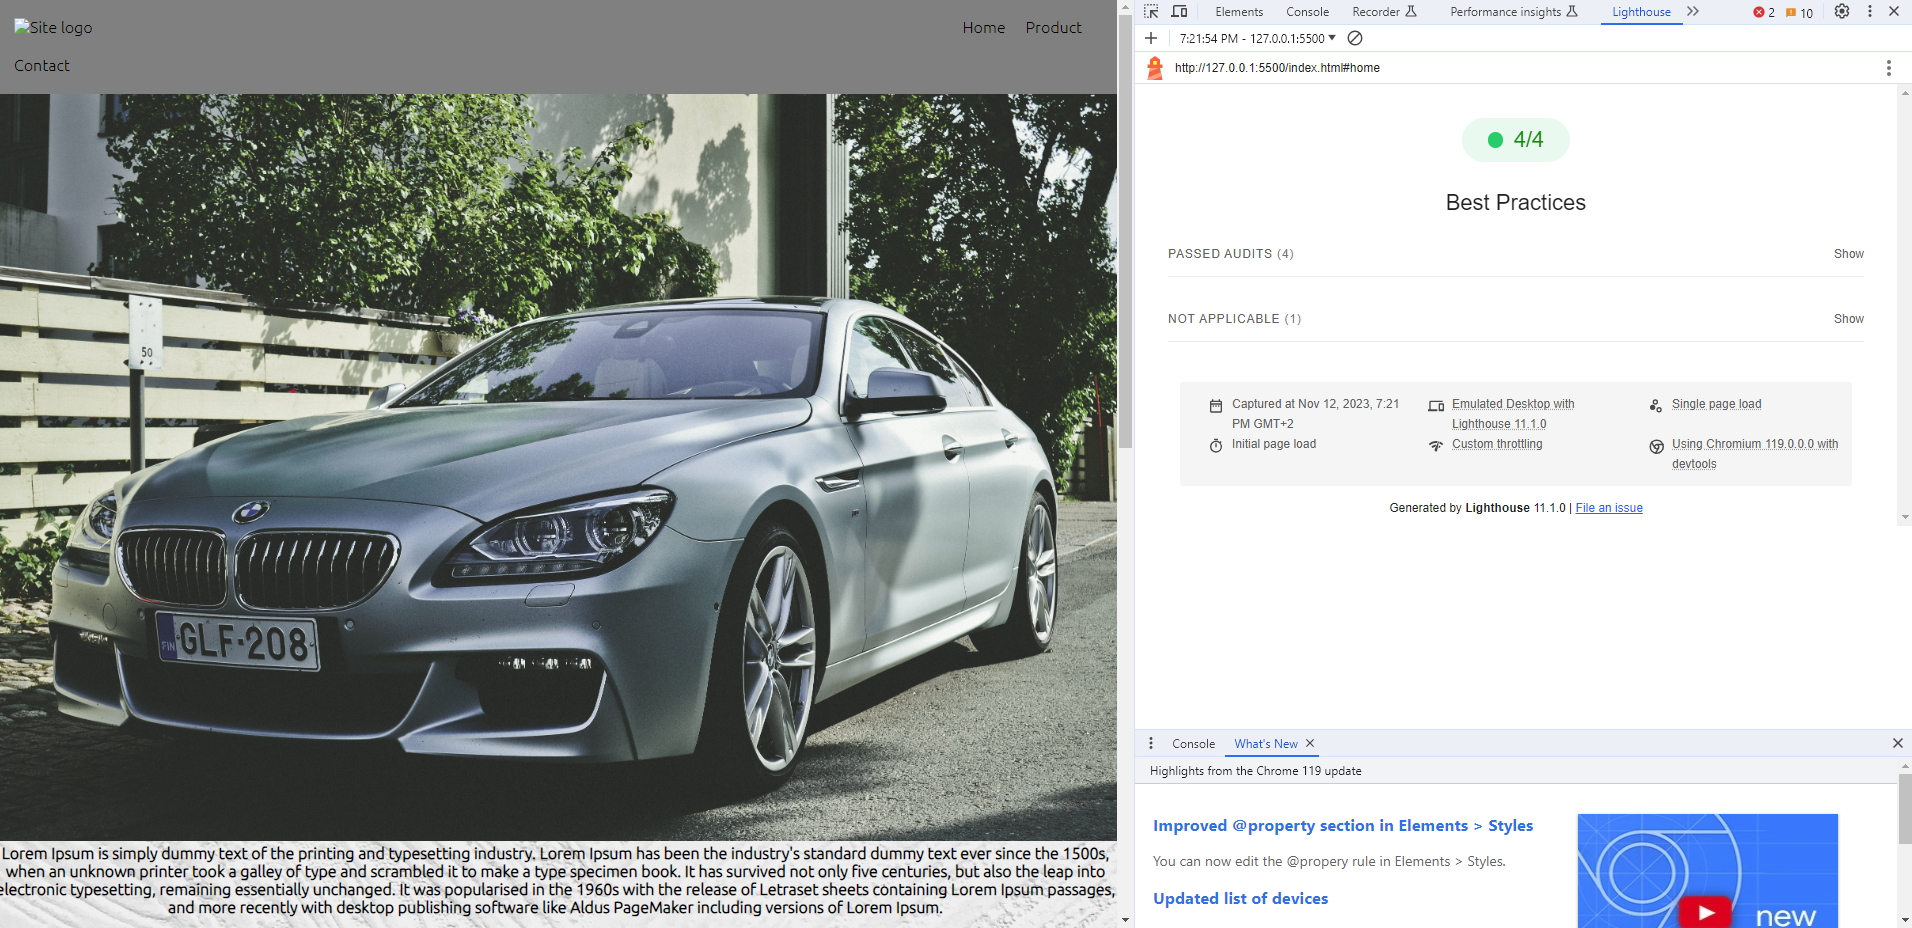 Site logo
Home
Product
Contact
50
FIN GLF-208
Lorem Ipsum is simply dummy text of the printing and typesetting industry. Lorem Ipsum has been the industry's standard dummy text ever since the 1500s,
when an unknown printer took a galley of type and scrambled it to make a type specimen book. It has survived not only five centuries, but also the leap into
electronic typesetting, remaining essentially unchanged. It was popularised in the 1960s with the release of Letraset sheets containing Lorem Ipsum passages,
and more recently with desktop publishing software like Aldus PageMaker including versions of Lorem Ipsum.
Elements
Console
Recorder
Performance insights
Lighthouse
2
10
7:21:54 PM - 127.0.0.1:5500
http://127.0.0.1:5500/index.html#home
4/4
Best Practices
PASSED AUDITS (4)
Show
NOT APPLICABLE (1)
Show
Captured at Nov 12, 2023, 7:21
PM GMT+2
Emulated Desktop with
Lighthouse 11.1.0
Single page load
Initial page load
Custom throttling
Using Chromium 119.0.0.0 with
devtools
Generated by Lighthouse 11.1.0 | File an issue
Console
What's New
Highlights from the Chrome 119 update
Improved @property section in Elements > Styles
You can now edit the @propery rule in Elements > Styles.
Updated list of devices
new